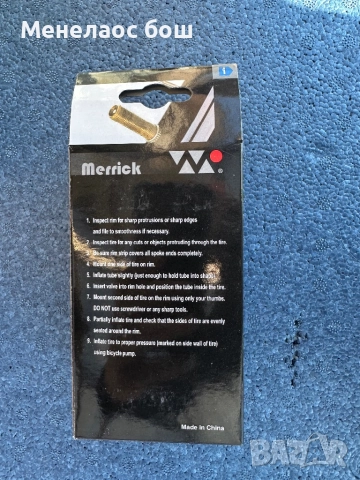 Менелаос бош
Merrick
®
1. Inspect rim for sharp protrusions or sharp edges
and file to smoothness if necessary.
2. Inspect tire for any cuts or objects protruding through the tire.
3. Be sure rim strip covers all spoke ends completely.
4. Mount one side of tire on rim.
5. Inflate tube slightly (just enough to hold tube into shape).
6. Insert valve into rim hole and position the tube inside the tire.
7. Mount second side of tire on the rim using only your thumbs.
DO NOT use screwdriver or any sharp tools.
8. Partially inflate tire and check that the sides of tire are evenly
seated around the rim.
9. Inflate tire to proper pressure (marked on side wall of tire)
using bicycle pump.
Made in China
BAZAR
bg